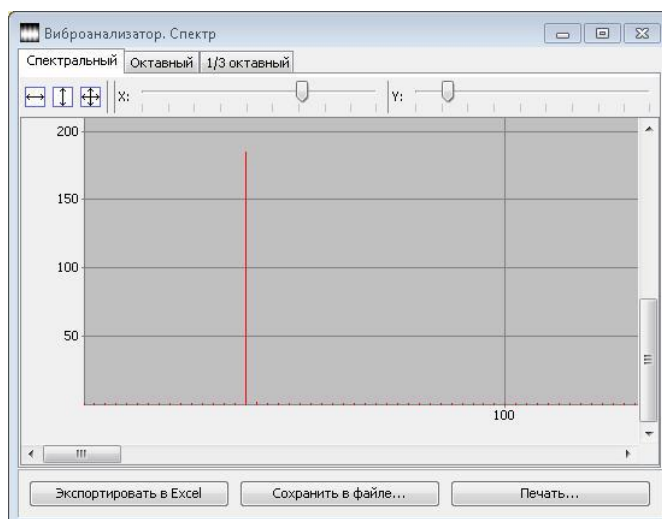 Виброанализатор. Спектр
Спектральный Октавный 1/3 октавный
X: Y:
200
150
100
50
100
Экспортировать в Excel Сохранить в файле... Печать...